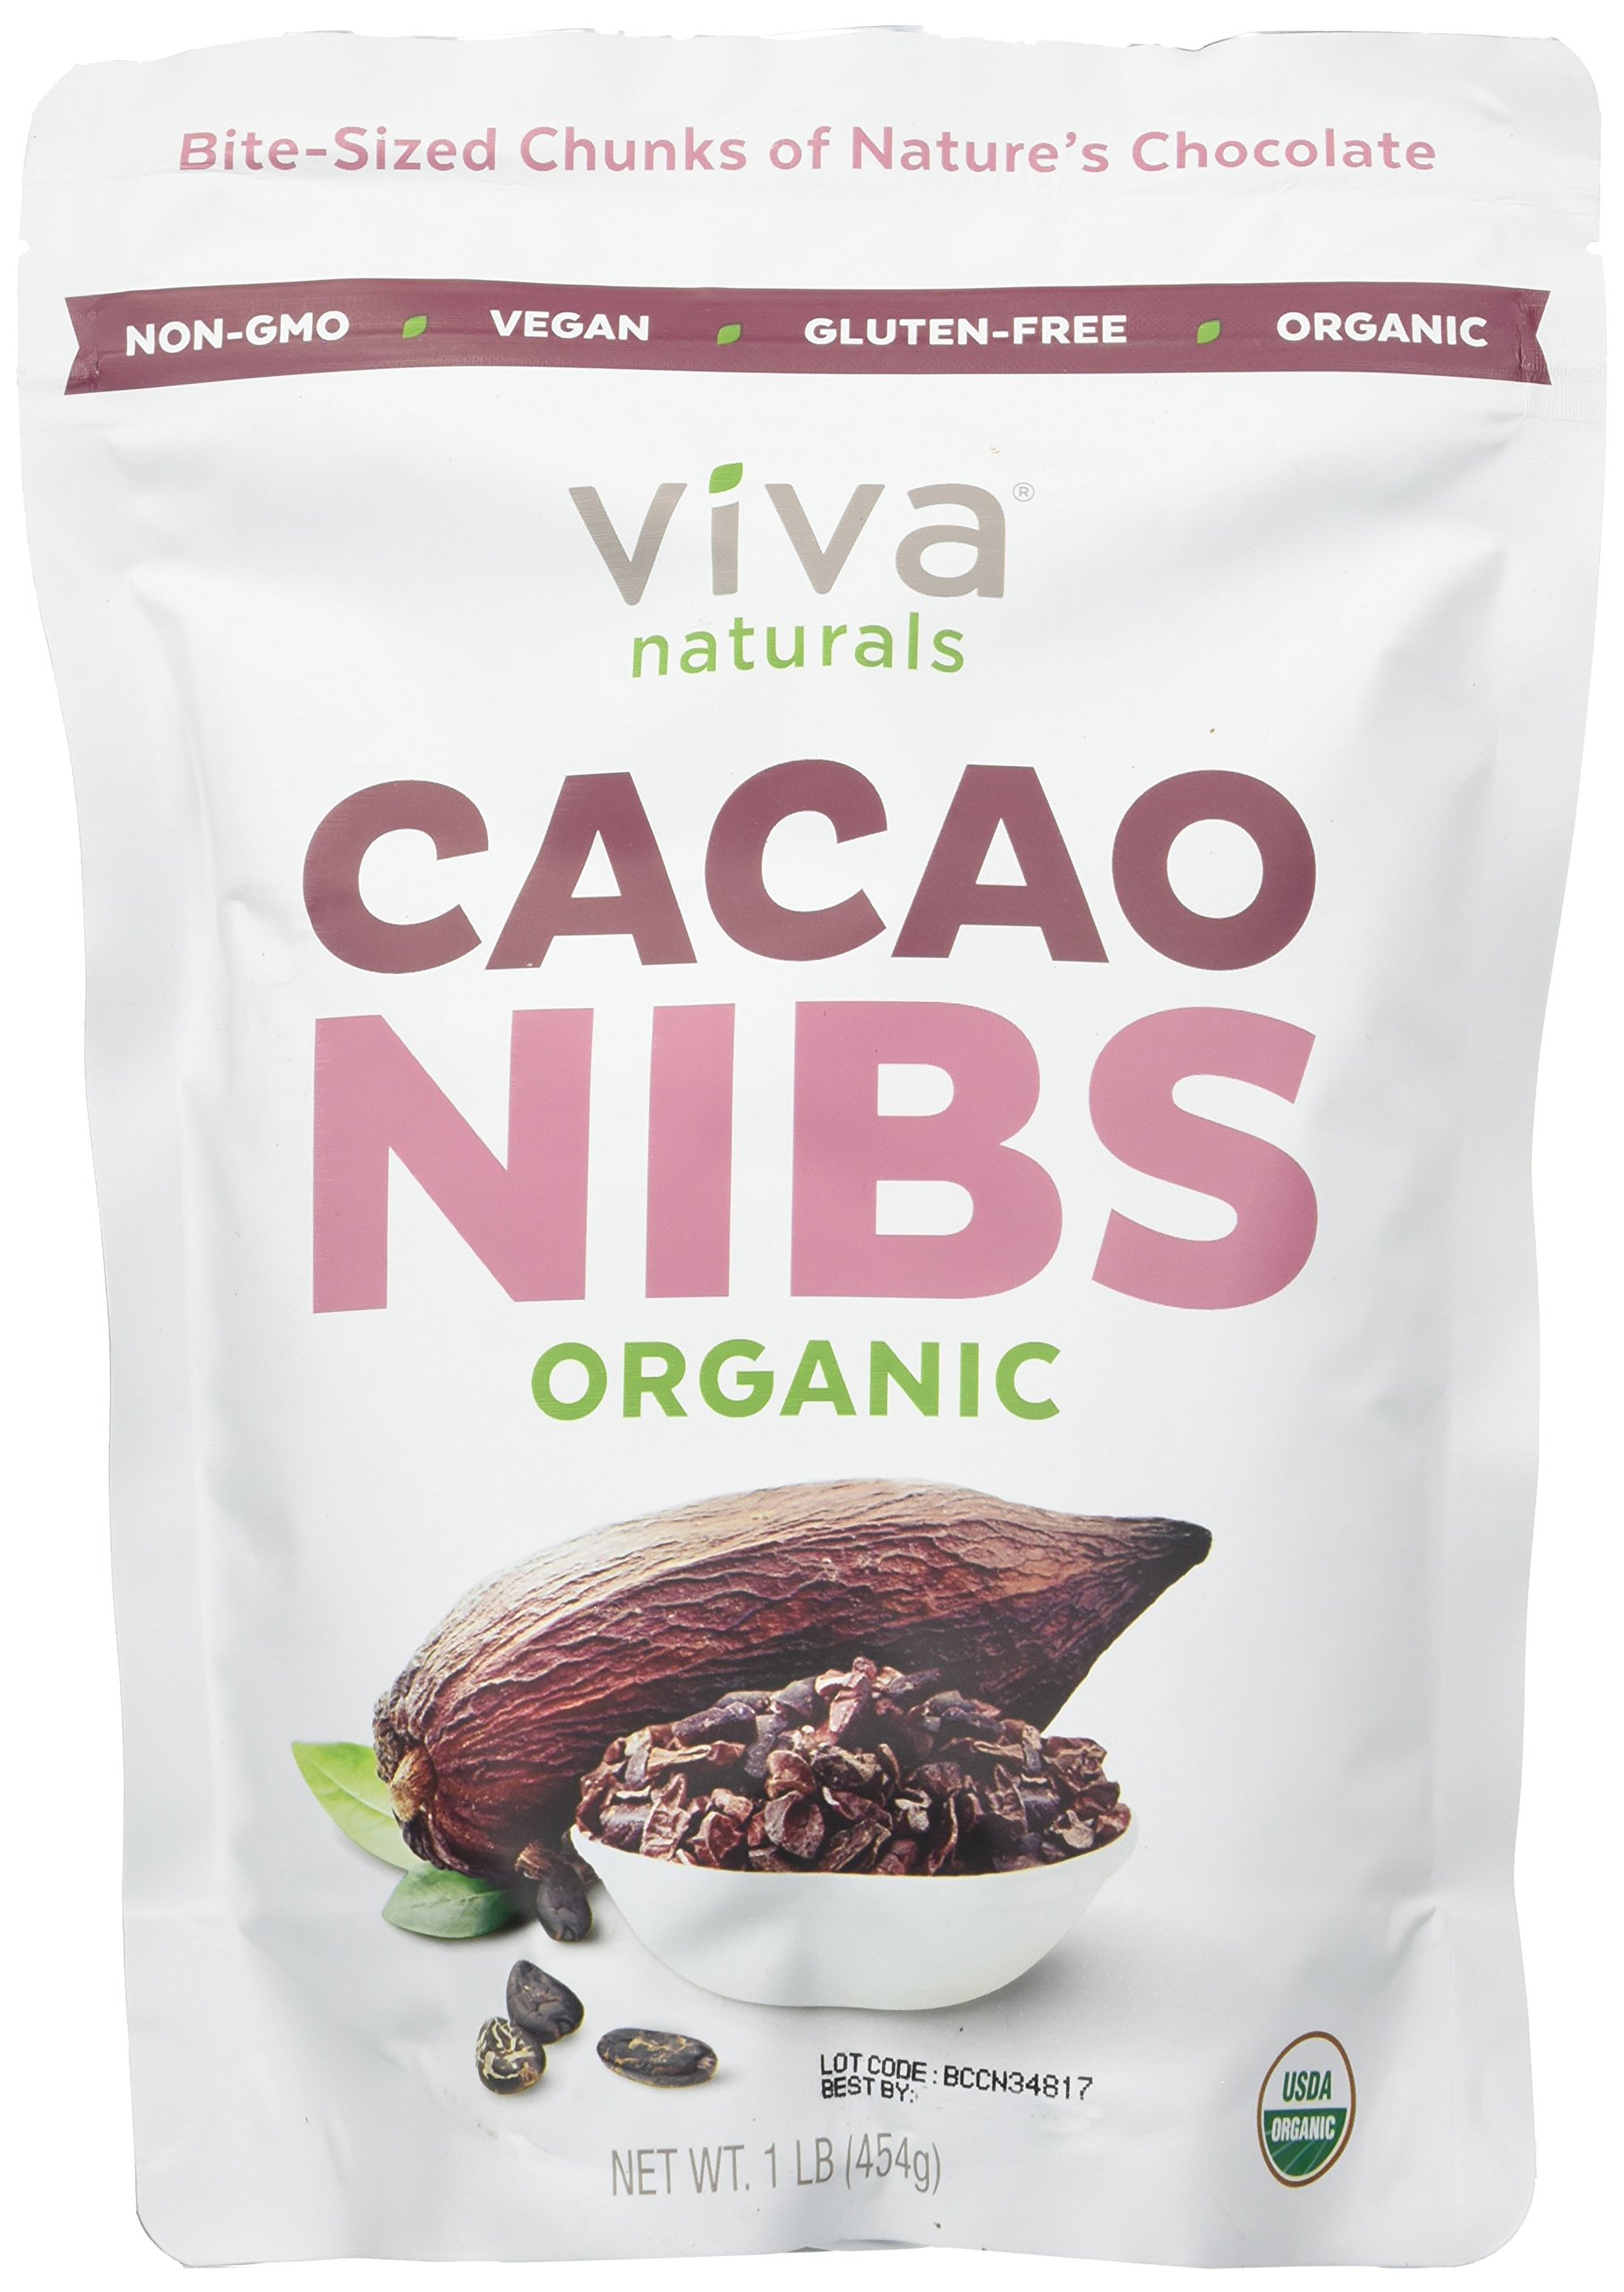 Bite-Sized Chunks of Nature's Chocolate
NON-GMO VEGAN GLUTEN-FREE ORGANIC
viva®
naturals
CACAO
NIBS
ORGANIC
LOT CODE: BCCN34817
BEST BY:
USDA
ORGANIC
NET WT. 1 LB (454g)